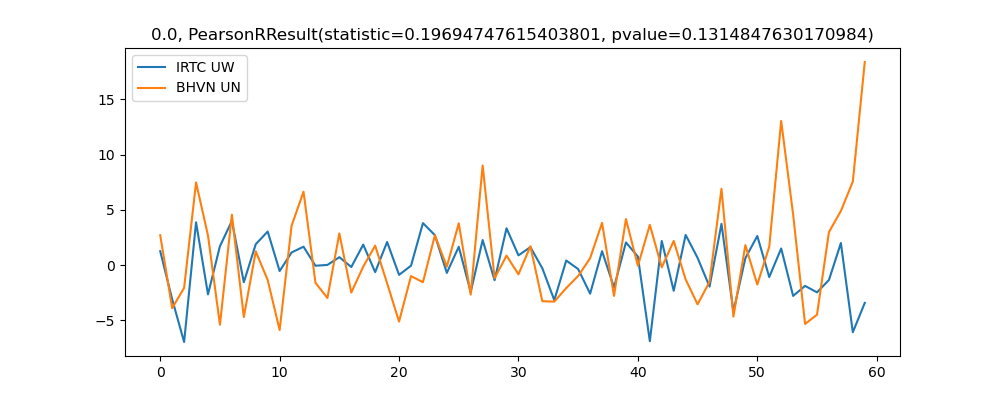 0.0, PearsonRResult(statistic=0.19694747615403801, pvalue=0.1314847630170984)
IRTC UW
BHVN UN
15
10
5
0
−5
0 10 20 30 40 50 60